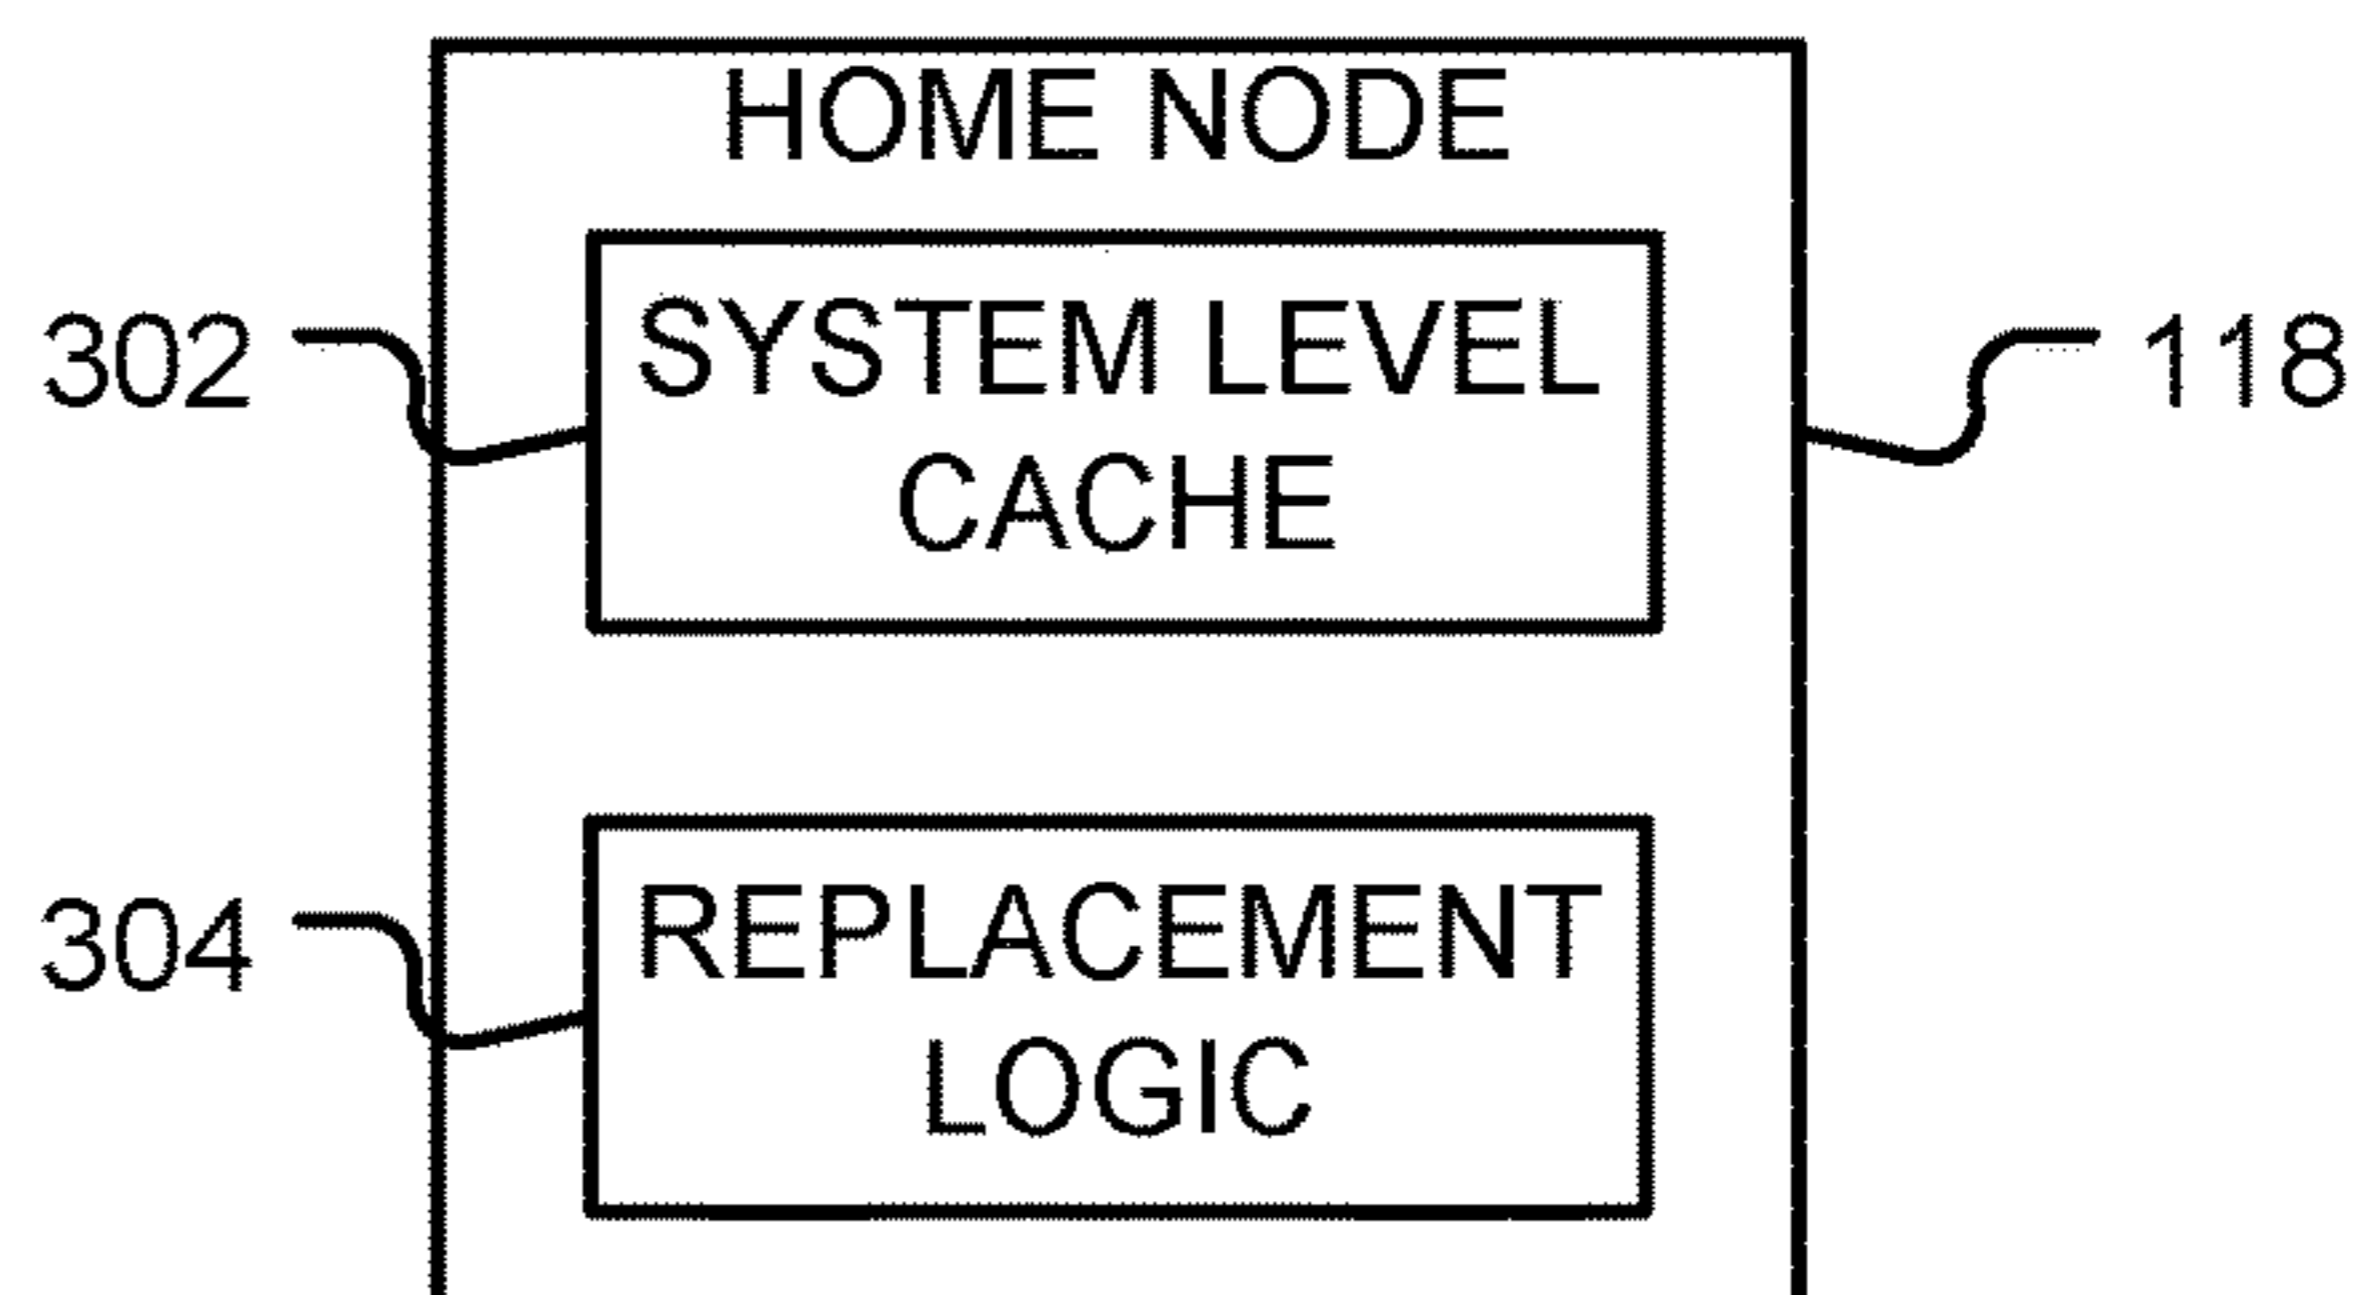 HOME NODE
302
SYSTEM LEVEL
CACHE
118
304
REPLACEMENT
LOGIC